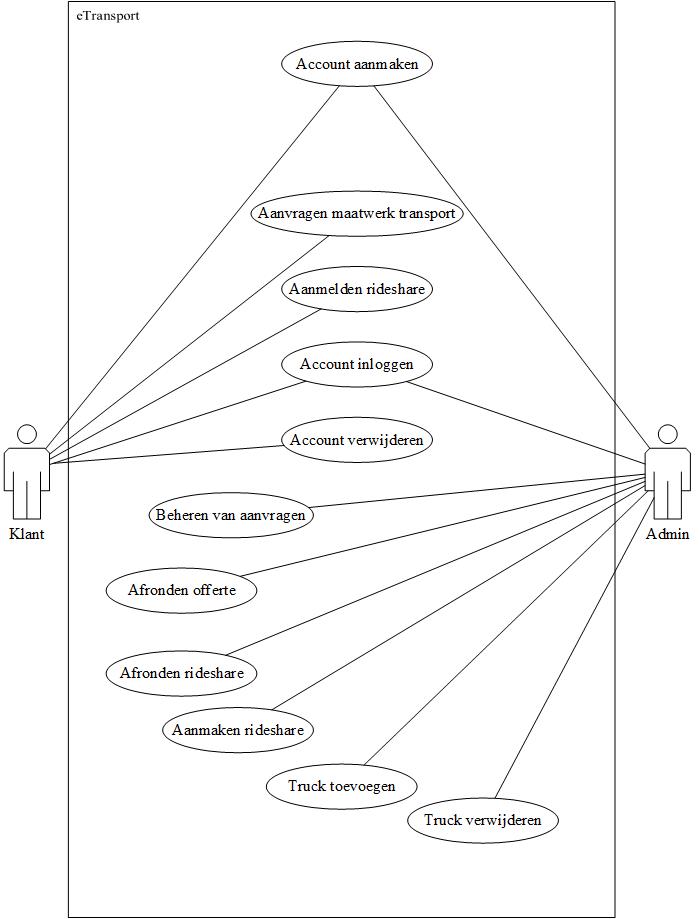 eTransport
Account aanmaken
Aanvragen maatwerk transport
Aanmelden rideshare
Account inloggen
Account verwijderen
Klant
Admin
Beheren van aanvragen
Afronden offerte
Afronden rideshare
Aanmaken rideshare
Truck toevoegen
Truck verwijderen